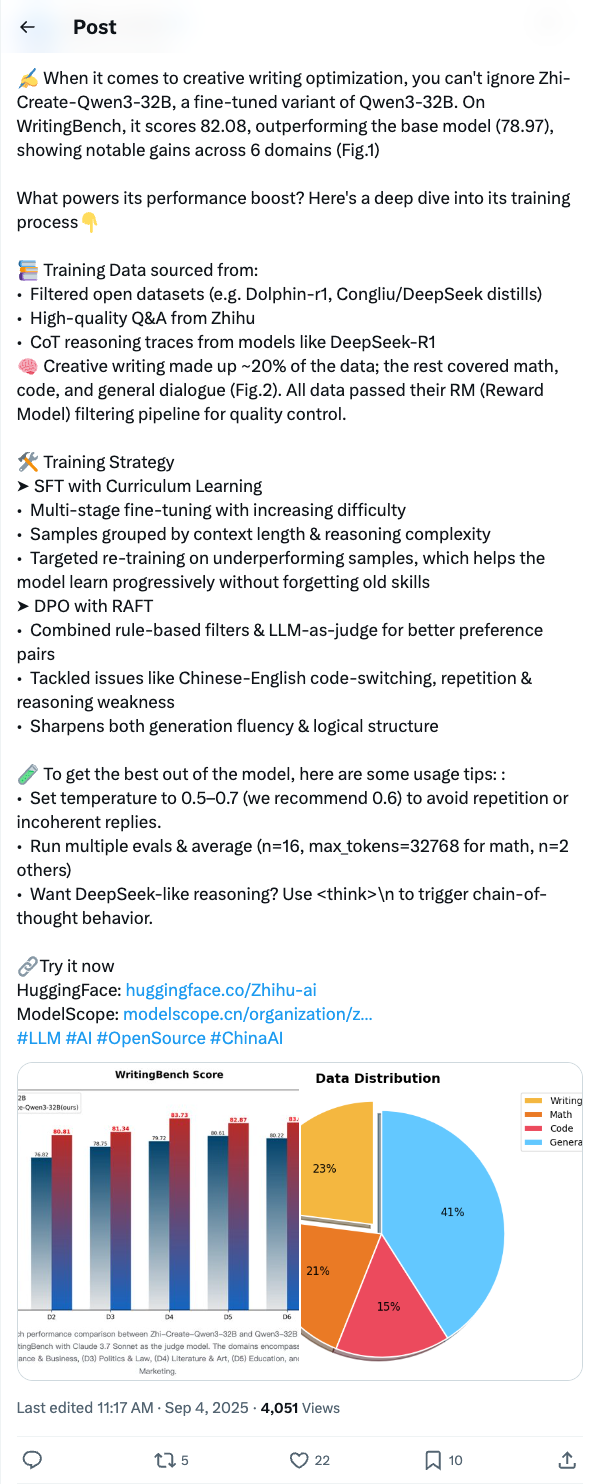 Post
✍️ When it comes to creative writing optimization, you can't ignore Zhi-
Create-Qwen3-32B, a fine-tuned variant of Qwen3-32B. On
WritingBench, it scores 82.08, outperforming the base model (78.97),
showing notable gains across 6 domains (Fig.1)
What powers its performance boost? Here's a deep dive into its training
process👇
📚 Training Data sourced from:
• Filtered open datasets (e.g. Dolphin-r1, Congliu/DeepSeek distills)
• High-quality Q&A from Zhihu
• CoT reasoning traces from models like DeepSeek-R1
🧠 Creative writing made up ~20% of the data; the rest covered math,
code, and general dialogue (Fig.2). All data passed their RM (Reward
Model) filtering pipeline for quality control.
🛠️ Training Strategy
➤ SFT with Curriculum Learning
• Multi-stage fine-tuning with increasing difficulty
• Samples grouped by context length & reasoning complexity
• Targeted re-training on underperforming samples, which helps the
model learn progressively without forgetting old skills
➤ DPO with RAFT
• Combined rule-based filters & LLM-as-judge for better preference
pairs
• Tackled issues like Chinese-English code-switching, repetition &
reasoning weakness
• Sharpens both generation fluency & logical structure
🧪 To get the best out of the model, here are some usage tips: :
• Set temperature to 0.5–0.7 (we recommend 0.6) to avoid repetition or
incoherent replies.
• Run multiple evals & average (n=16, max_tokens=32768 for math, n=2
others)
• Want DeepSeek-like reasoning? Use <think>\n to trigger chain-of-
thought behavior.
🔗Try it now
HuggingFace: huggingface.co/Zhihu-ai
ModelScope: modelscope.cn/organization/z…
#LLM #AI #OpenSource #ChinaAI
WritingBench Score
2B
te-Qwen3-32B(ours)
76.82 80.81 78.75 81.34 79.72 83.73 80.61 82.87 80.72 83.
D2 D3 D4 D5 D6
ch performance comparison between Zhi-Create-Qwen3-32B and Qwen3-32B
tingBench with Claude 3.7 Sonnet as the judge model. The domains encompass
ance & Business, (D3) Politics & Law, (D4) Literature & Art, (D5) Education, an
Marketing.
Data Distribution
Writing
Math
Code
Genera
23%
41%
21%
15%
Last edited 11:17 AM · Sep 4, 2025 · 4,051 Views
5 22 10